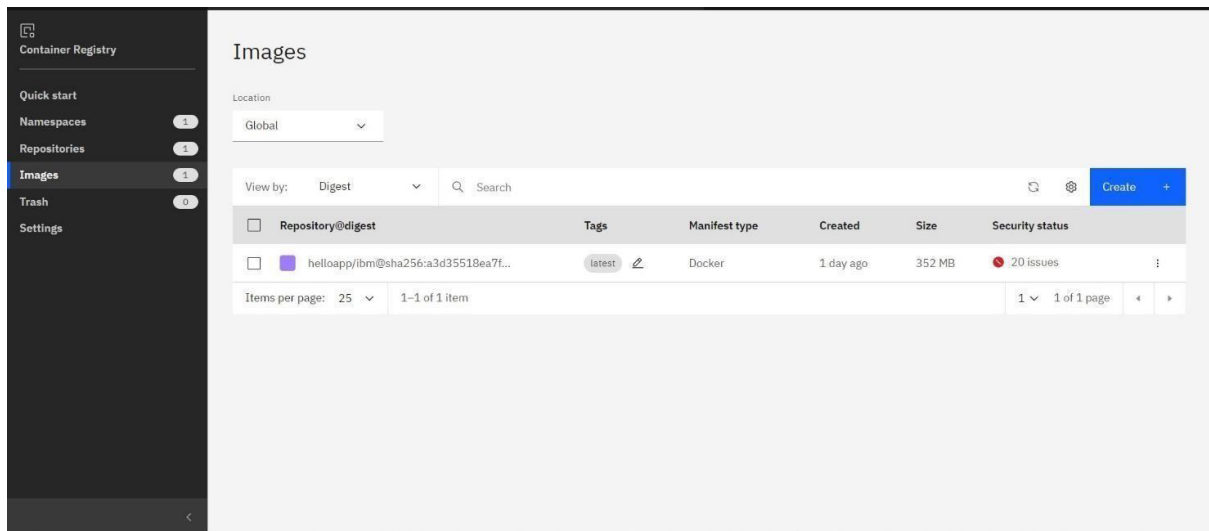 Container Registry
Quick start
Namespaces 1
Repositories 1
Images 1
Trash 0
Settings
Images
Location
Global
View by: Digest Search Create +
Repository@digest Tags Manifest type Created Size Security status
helloapp/ibm@sha256:a3d35518ea7f... latest Docker 1 day ago 352 MB 20 issues
Items per page: 25 1–1 of 1 item 1 1 of 1 page